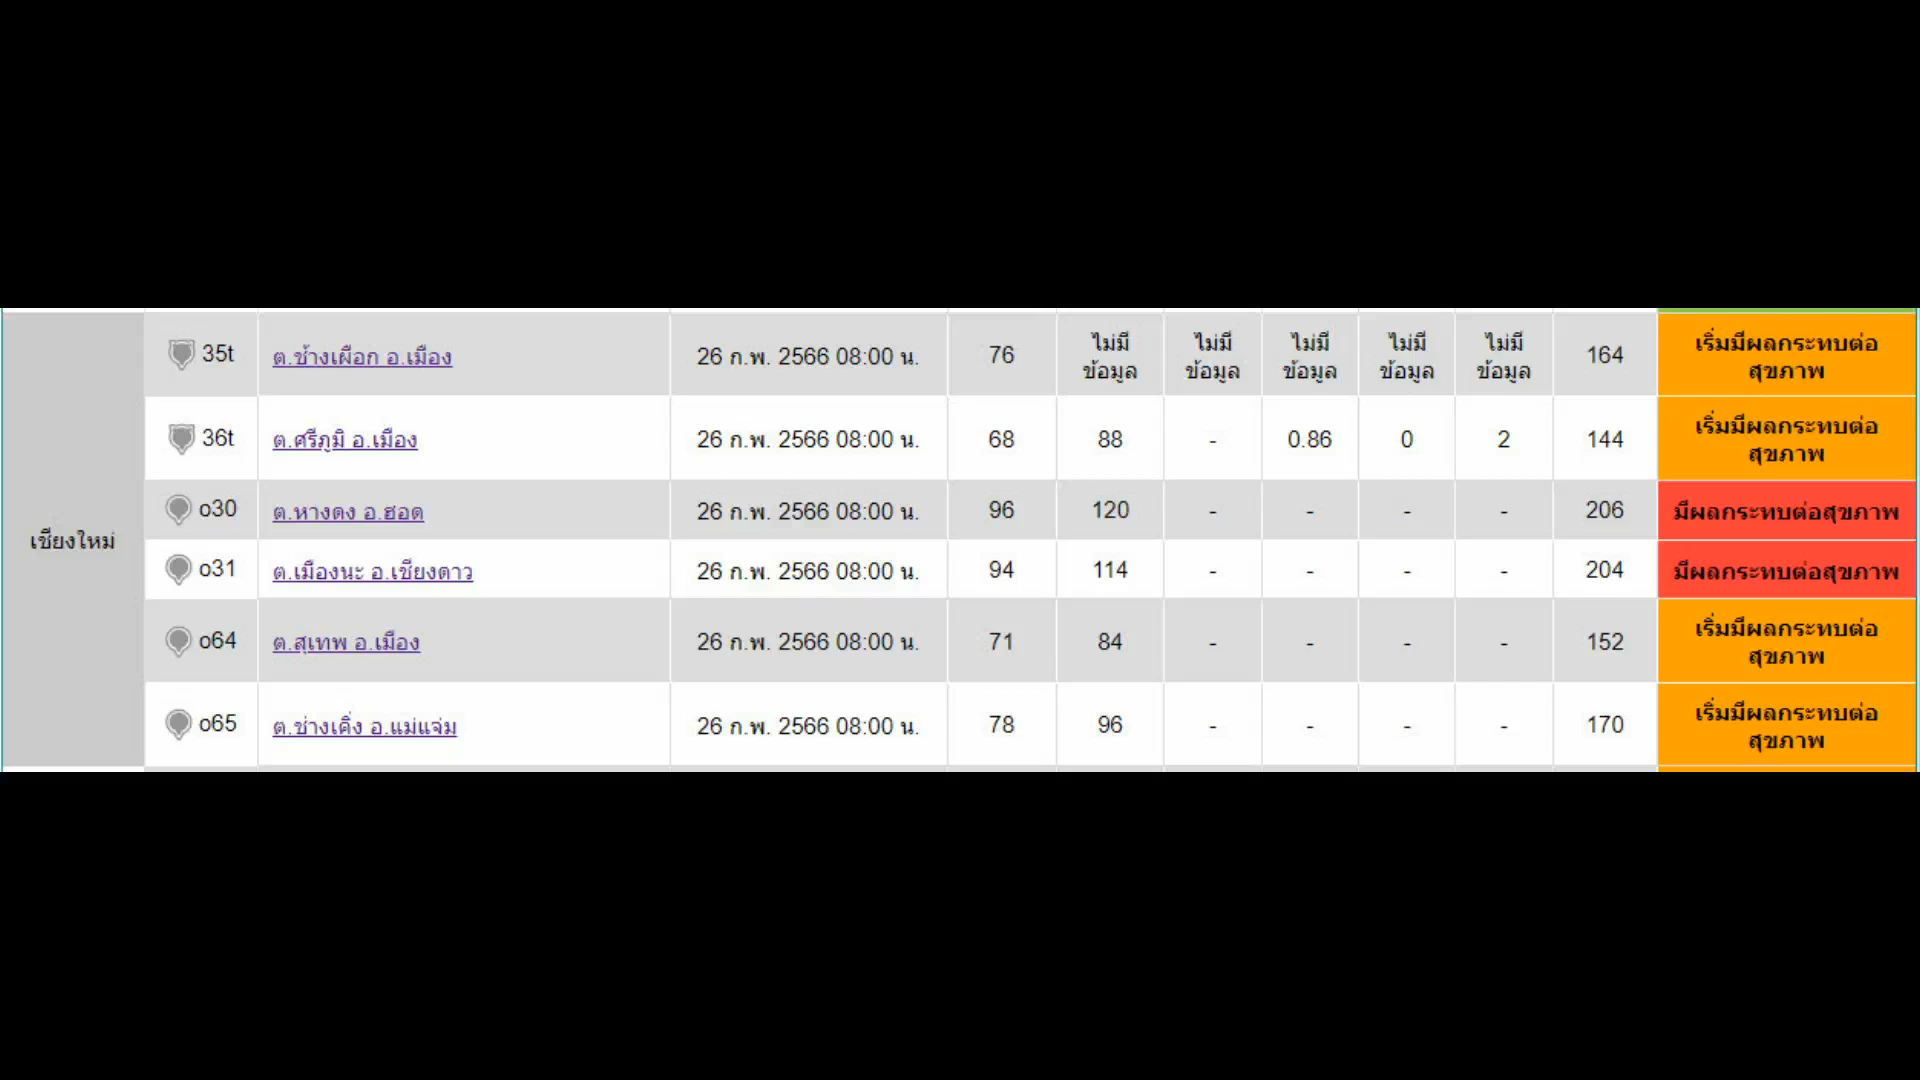 เชียงใหม่
35t ต.ช้างเผือก อ.เมือง 26 ก.พ. 2566 08:00 น. 76 ไม่มีข้อมูล ไม่มีข้อมูล ไม่มีข้อมูล ไม่มีข้อมูล ไม่มีข้อมูล 164 เริ่มมีผลกระทบต่อสุขภาพ
36t ต.ศรีภูมิ อ.เมือง 26 ก.พ. 2566 08:00 น. 68 88 - 0.86 0 2 144 เริ่มมีผลกระทบต่อสุขภาพ
o30 ต.หางดง อ.ฮอด 26 ก.พ. 2566 08:00 น. 96 120 - - - - 206 มีผลกระทบต่อสุขภาพ
o31 ต.เมืองนะ อ.เชียงดาว 26 ก.พ. 2566 08:00 น. 94 114 - - - - 204 มีผลกระทบต่อสุขภาพ
o64 ต.สุเทพ อ.เมือง 26 ก.พ. 2566 08:00 น. 71 84 - - - - 152 เริ่มมีผลกระทบต่อสุขภาพ
o65 ต.ช่างเคิ่ง อ.แม่แจ่ม 26 ก.พ. 2566 08:00 น. 78 96 - - - - 170 เริ่มมีผลกระทบต่อสุขภาพ